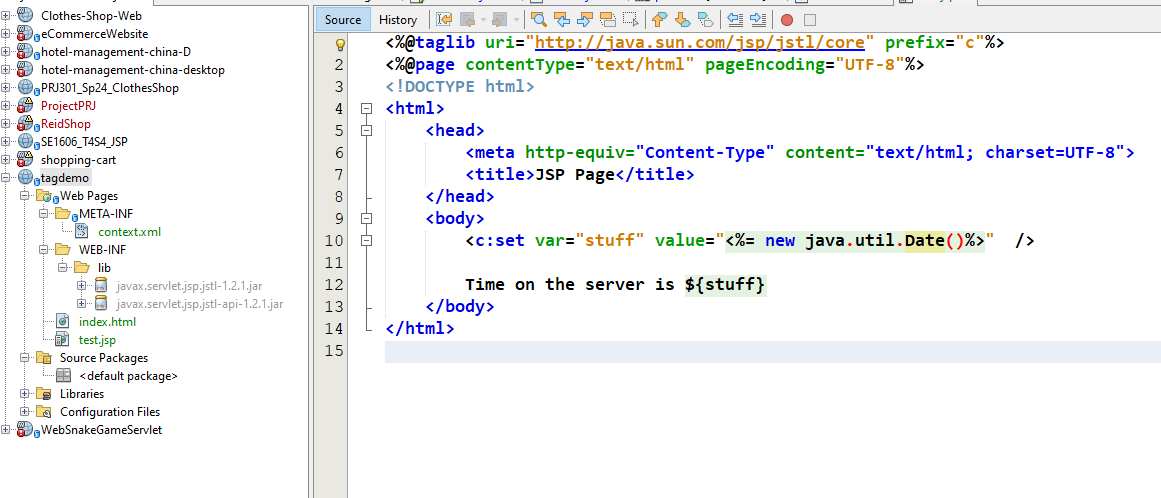 Clothes-Shop-Web
eCommerceWebsite
hotel-management-china-D
hotel-management-china-desktop
PRJ301_Sp24_ClothesShop
ProjectPRJ
ReidShop
SE1606_T4S4_JSP
shopping-cart
tagdemo
Web Pages
META-INF
context.xml
WEB-INF
lib
javax.servlet.jsp.jstl-1.2.1.jar
javax.servlet.jsp.jstl-api-1.2.1.jar
index.html
test.jsp
Source Packages
<default package>
Libraries
Configuration Files
WebSnakeGameServlet
Source History
<%@taglib uri="http://java.sun.com/jsp/jstl/core" prefix="c"%>
2 <%@page contentType="text/html" pageEncoding="UTF-8"%>
3 <!DOCTYPE html>
4 <html>
5 <head>
6 <meta http-equiv="Content-Type" content="text/html; charset=UTF-8">
7 <title>JSP Page</title>
8 </head>
9 <body>
10 <c:set var="stuff" value="<%= new java.util.Date()%>" />
11
12 Time on the server is ${stuff}
13 </body>
14 </html>
15